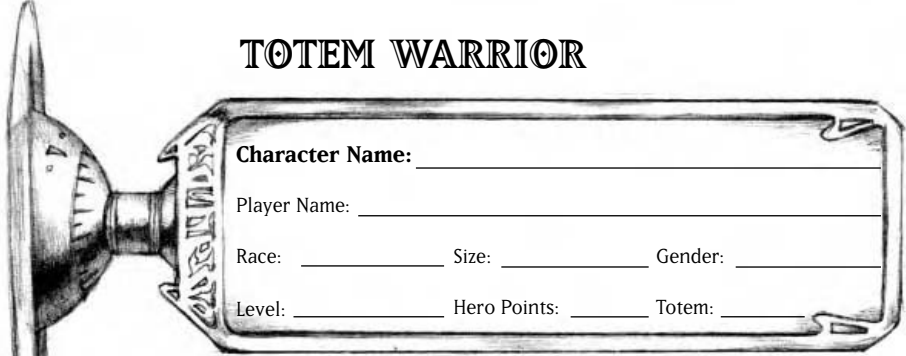 TOTEM WARRIOR
Character Name:
Player Name:
Race: Size: Gender:
Level: Hero Points: Totem: